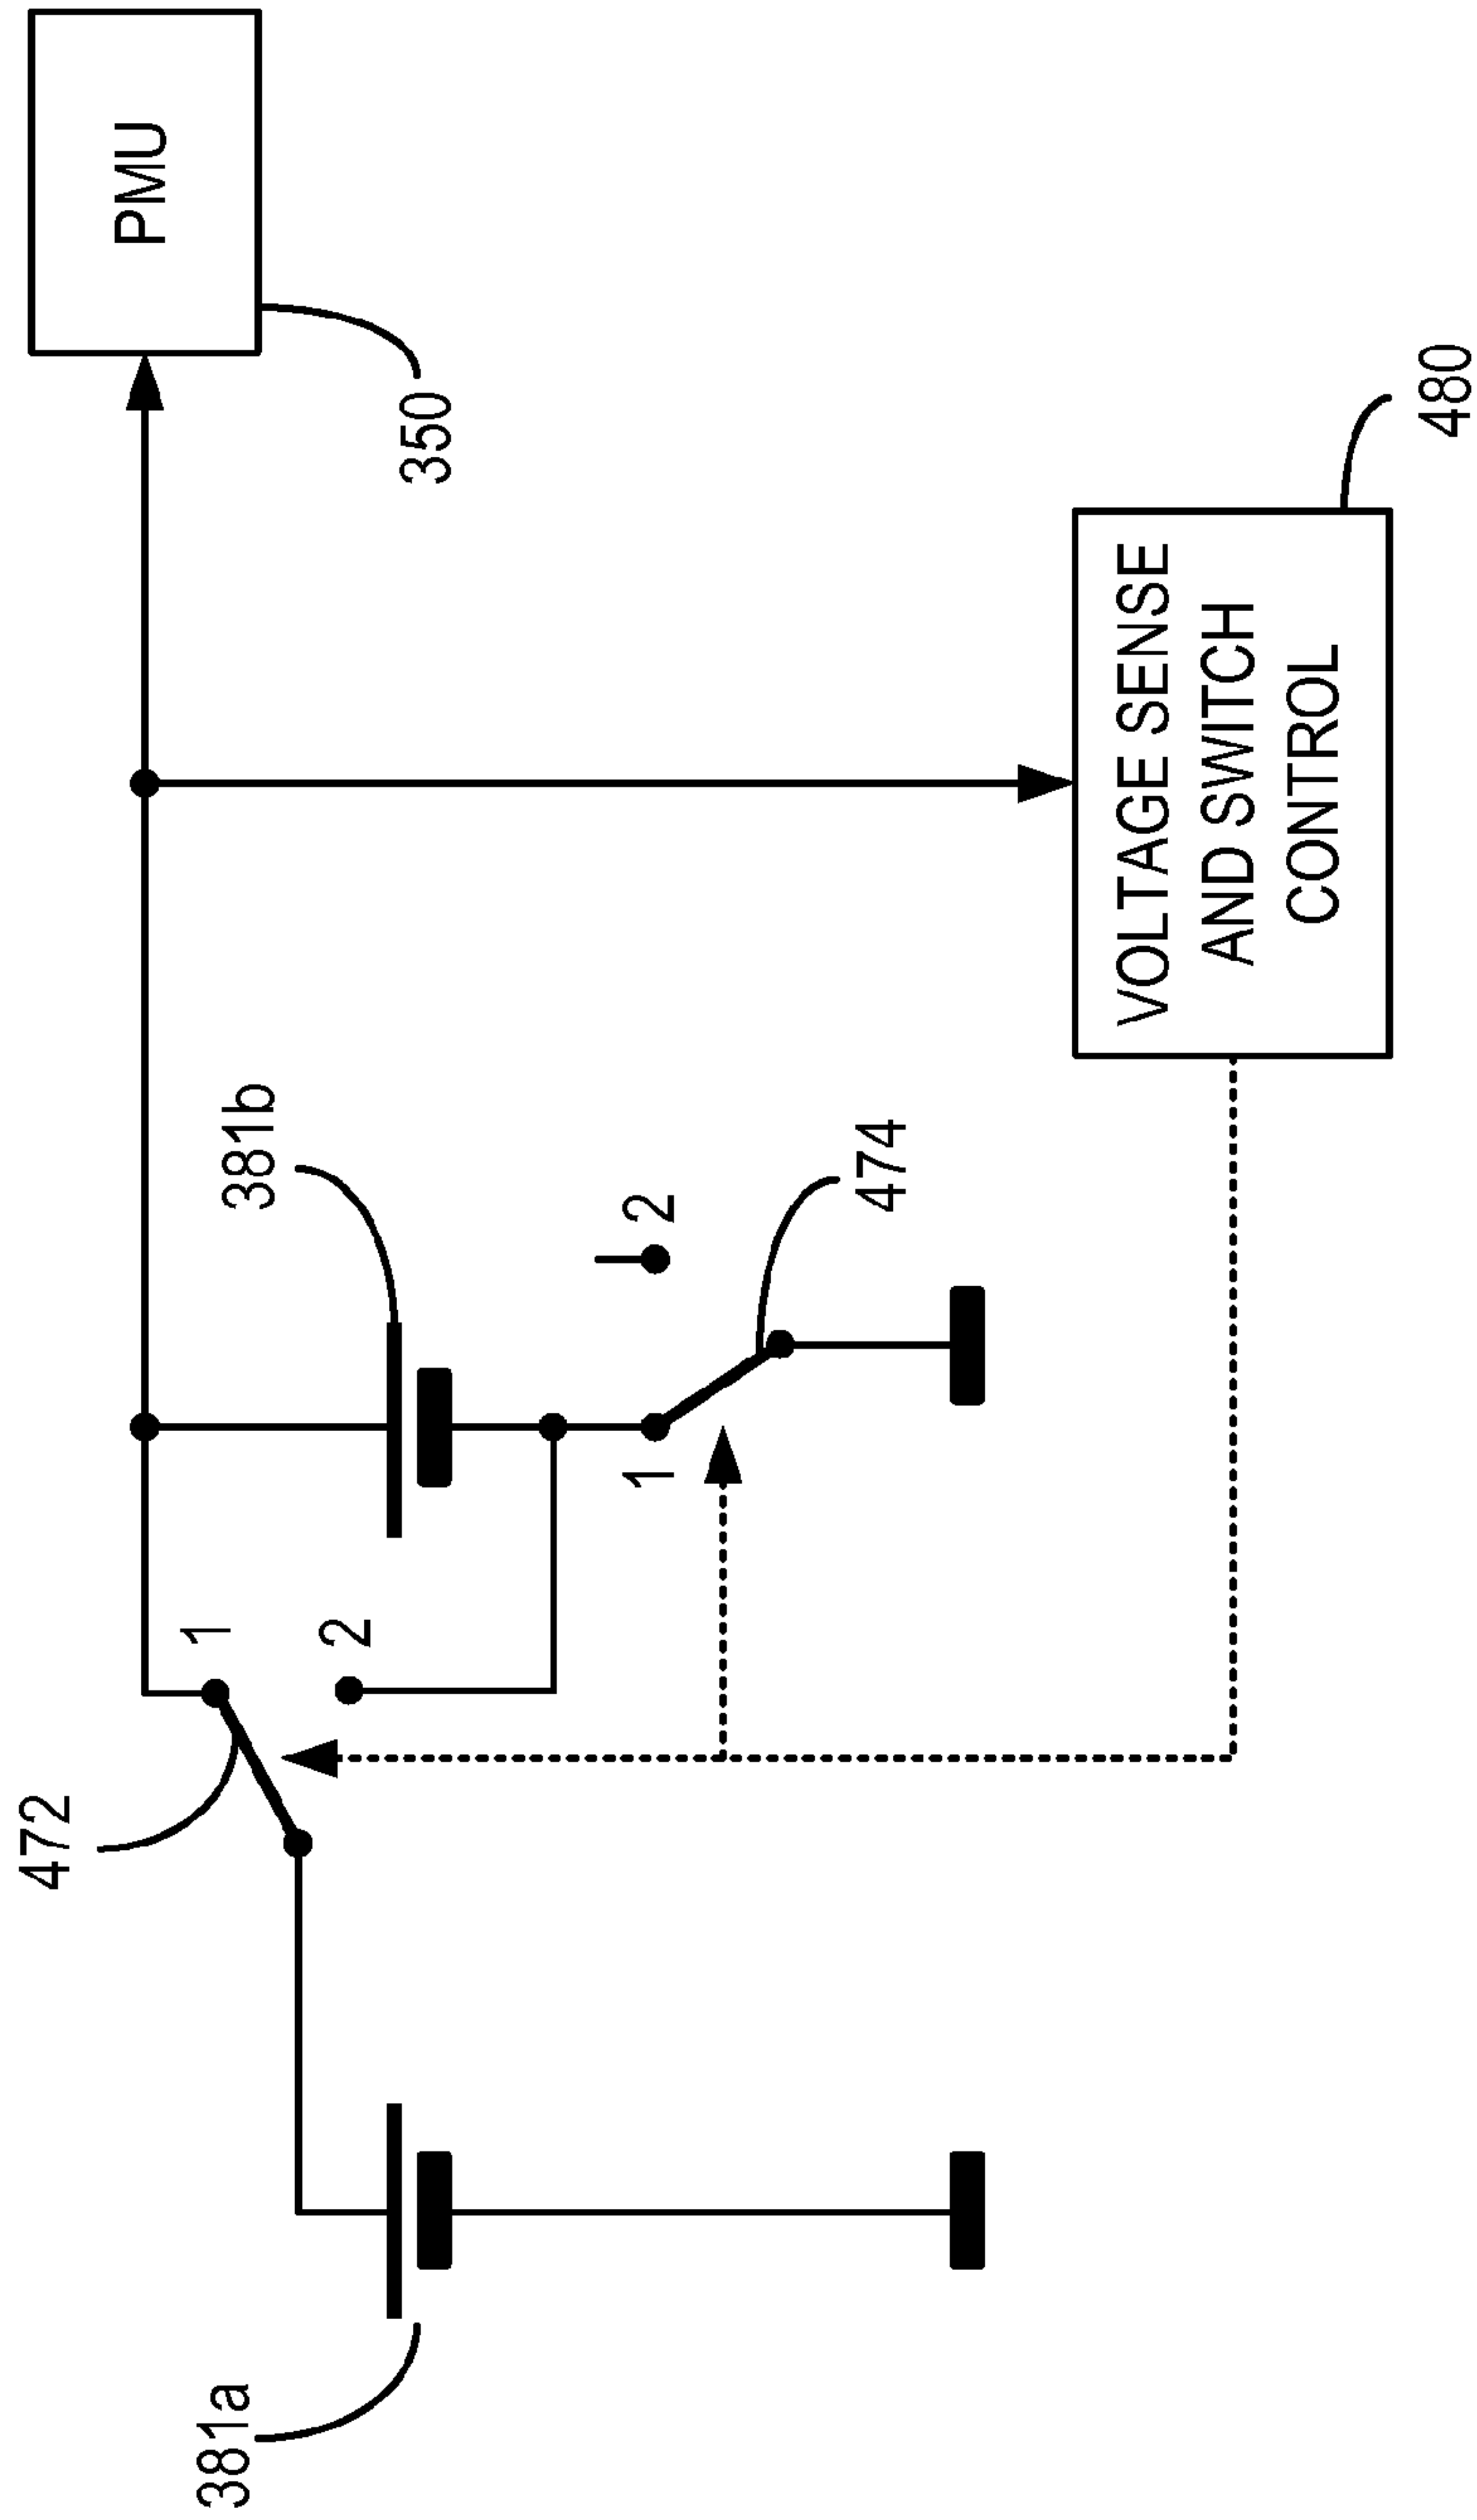 PMU
350
472
1
2
381b
381a
1
2
474
VOLTAGE SENSE
AND SWITCH
CONTROL
480